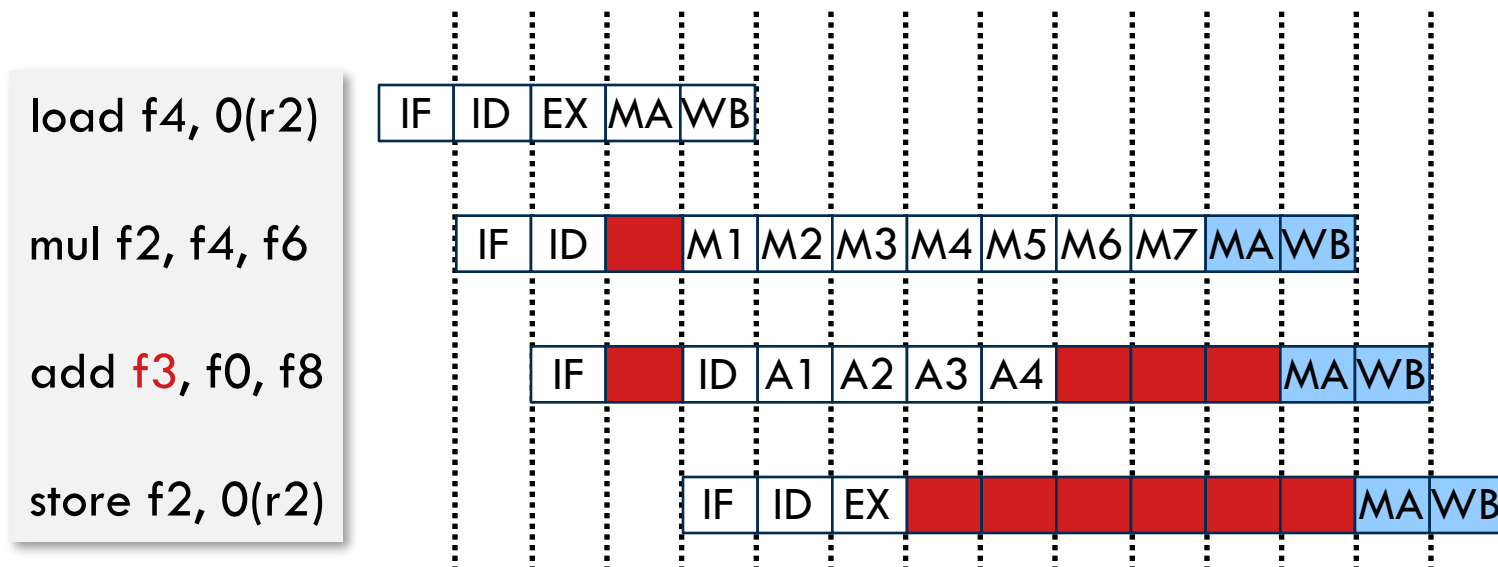 load f4, 0(r2) IF ID EX MA WB
mul f2, f4, f6 IF ID M1 M2 M3 M4 M5 M6 M7 MA WB
add f3, f0, f8 IF ID A1 A2 A3 A4 MA WB
store f2, 0(r2) IF ID EX MA WB